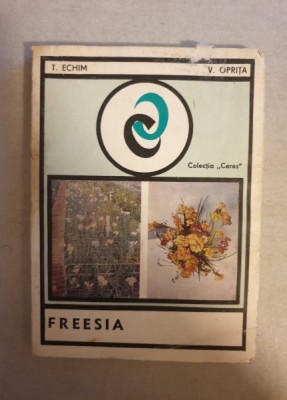 T. ECHIM V. OPRIȚA
Colecția „Ceres"
FREESIA